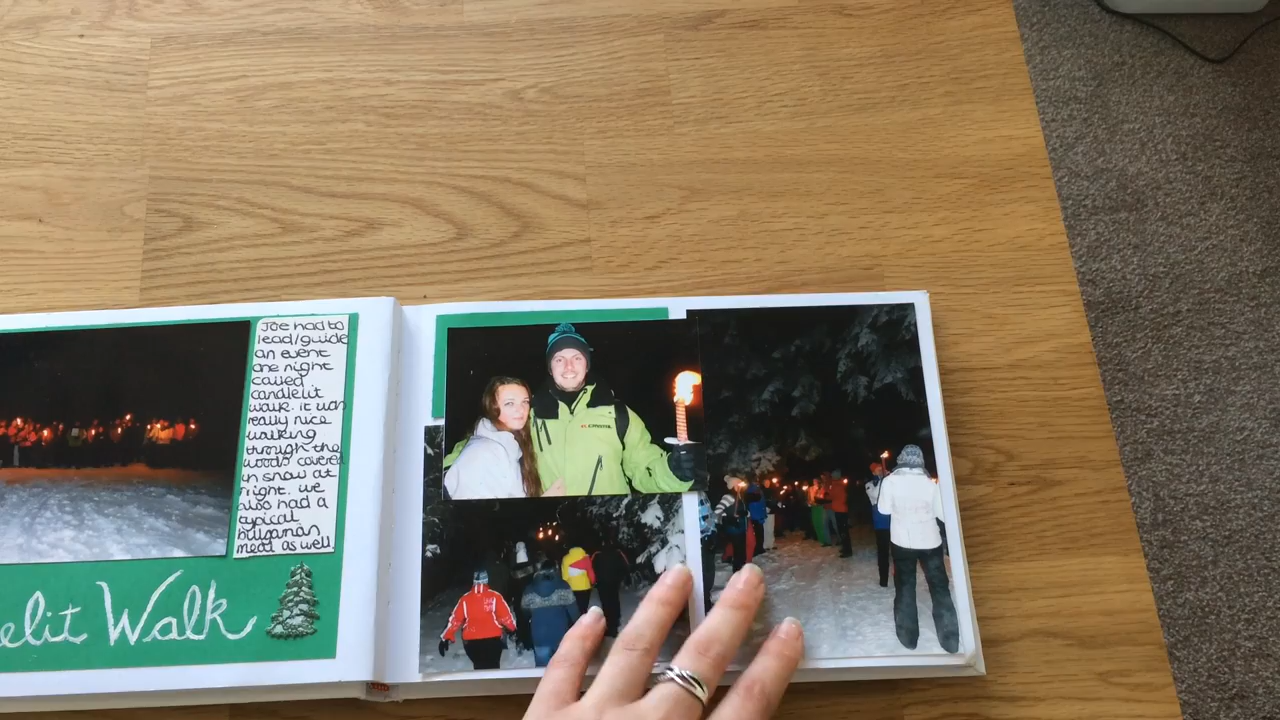 Joe had to
lead/guide
an event
one night
called
candlelit
walk. it was
really nice
walking
through the
woods covered
in snow at
night. we
also had a
typical
bulgarian
meal as well
elit Walk